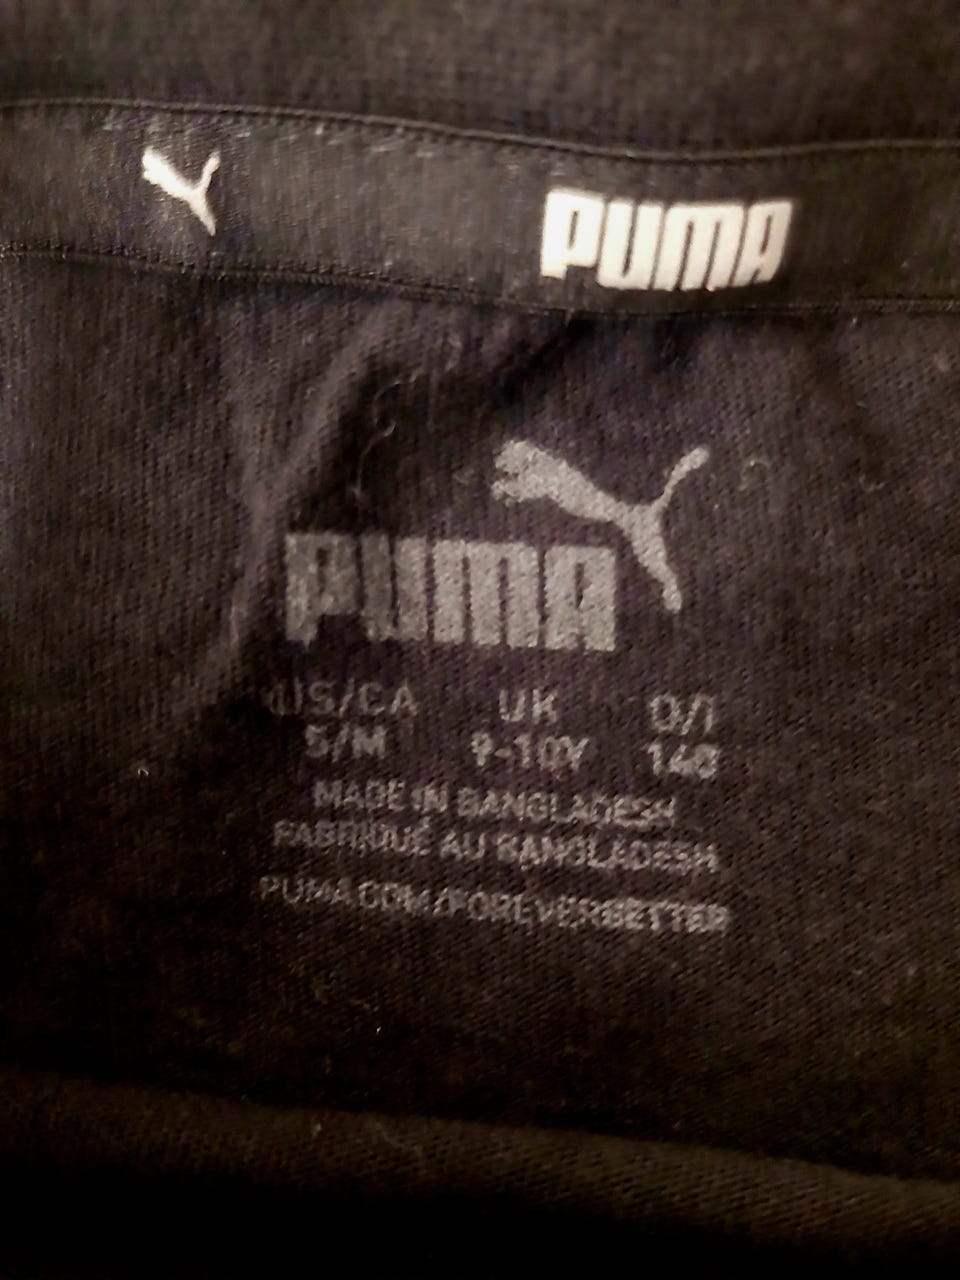 PUMA
PUMA
US/CA UK O/I
S/M 9-10Y 140
MADE IN BANGLADESH
FABRIQUÉ AU BANGLADESH
PUMA.COM/FOREVERBETTER